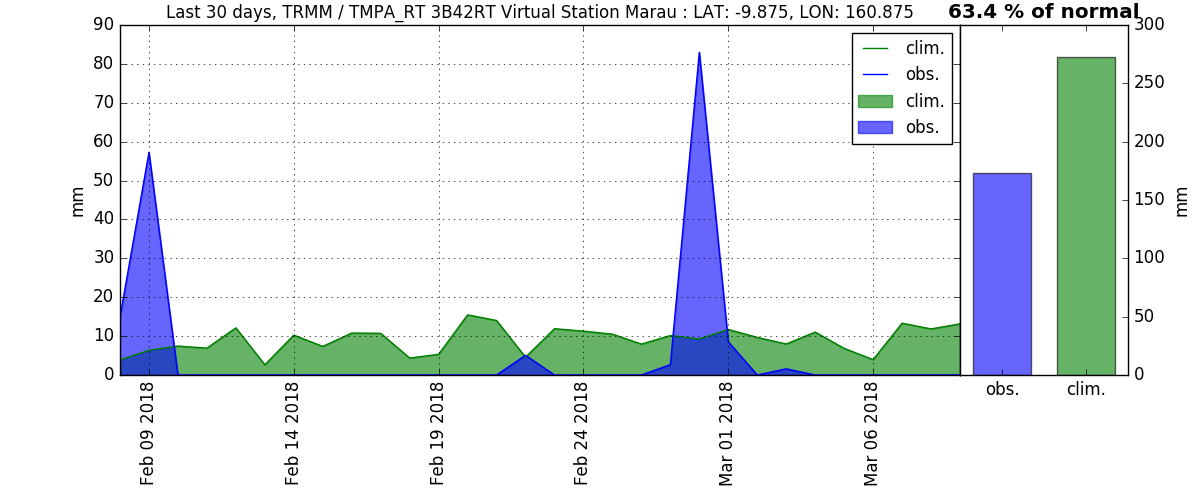 Last 30 days, TRMM / TMPA_RT 3B42RT Virtual Station Marau : LAT: -9.875, LON: 160.875
63.4 % of normal
90
80
70
60
50
40
30
20
10
0
mm
clim.
obs.
clim.
obs.
Feb 09 2018
Feb 14 2018
Feb 19 2018
Feb 24 2018
Mar 01 2018
Mar 06 2018
300
250
200
150
100
50
0
mm
obs.
clim.